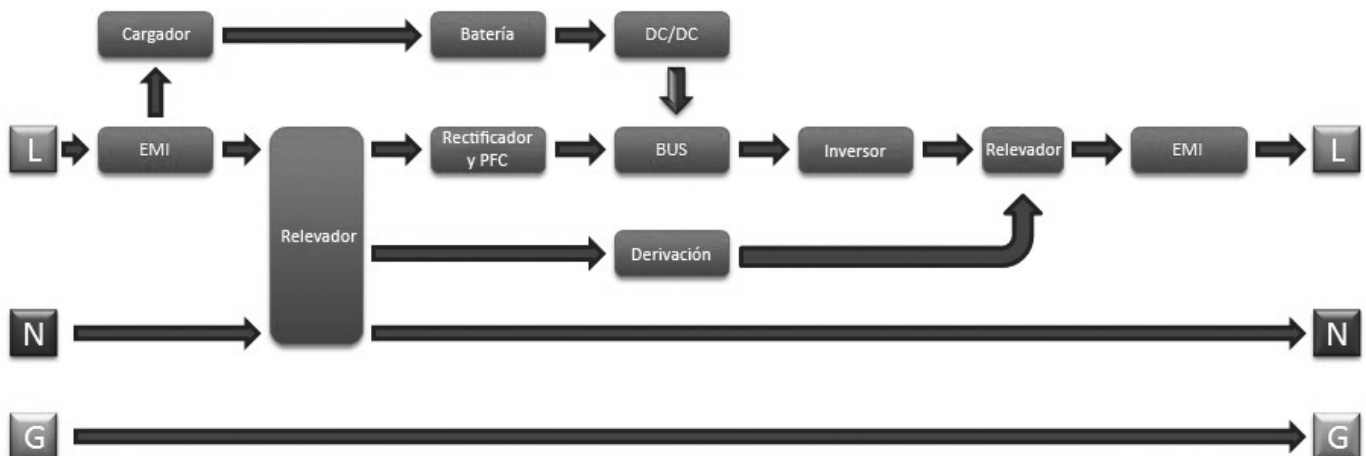 Cargador
Batería
DC/DC
L
EMI
Rectificador
y PFC
BUS
Inversor
Relevador
EMI
L
Relevador
Derivación
N
N
G
G